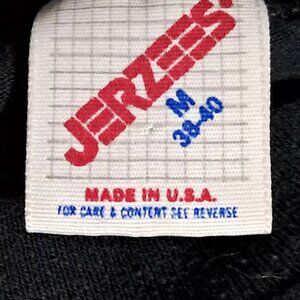 JERZEES
M
38-40
MADE IN U.S.A.
FOR CARE & CONTENT SEE REVERSE